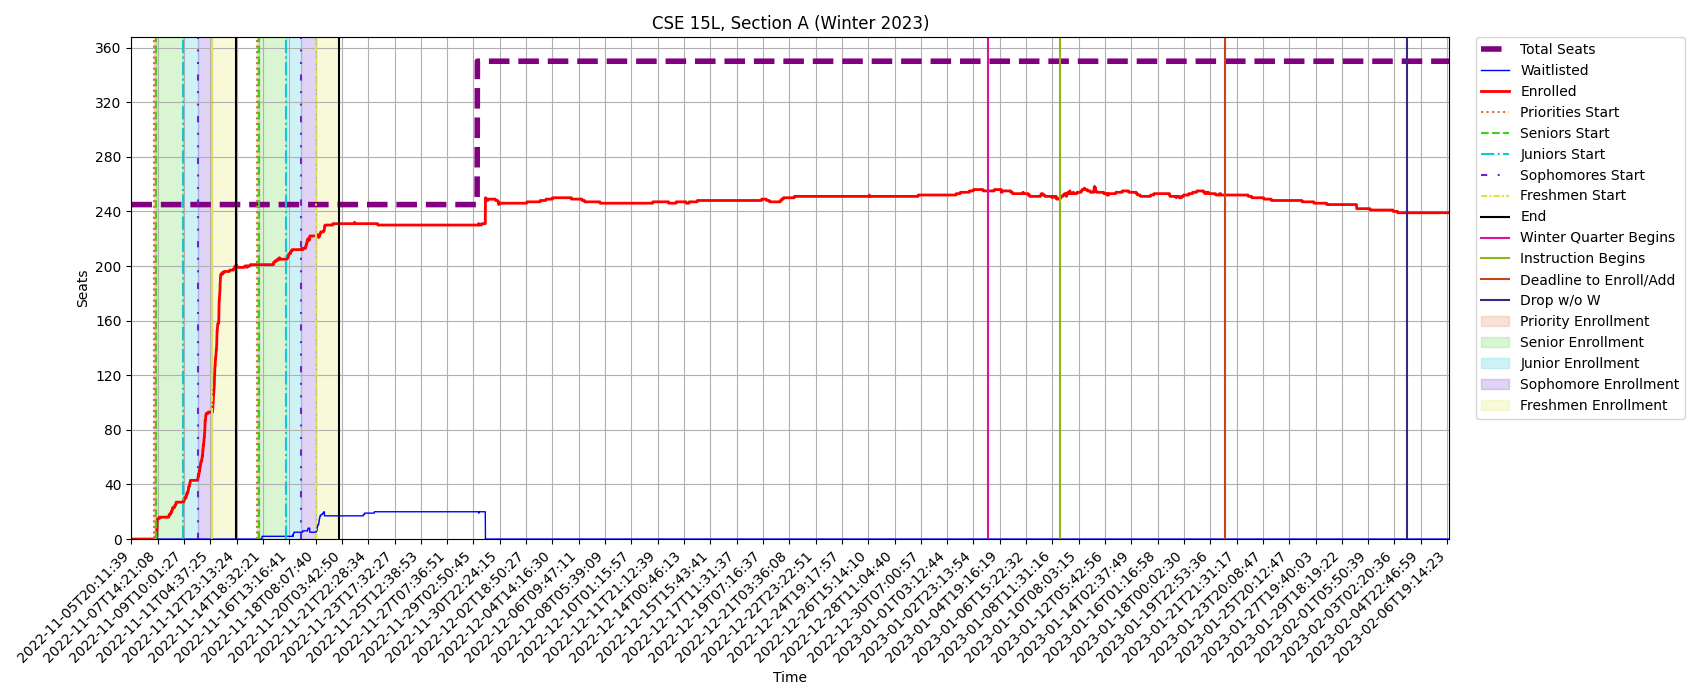 CSE 15L, Section A (Winter 2023)
360
320
280
240
200
160
120
80
40
0
Seats
2022-11-05T20:11:39
2022-11-07T14:21:08
2022-11-09T10:01:27
2022-11-11T04:37:25
2022-11-12T23:13:24
2022-11-14T18:32:21
2022-11-16T13:16:41
2022-11-18T08:07:40
2022-11-20T03:42:50
2022-11-21T22:28:34
2022-11-23T17:32:27
2022-11-25T12:38:53
2022-11-27T07:36:51
2022-11-29T02:50:45
2022-11-30T22:24:15
2022-12-02T18:50:27
2022-12-04T14:16:30
2022-12-06T09:47:11
2022-12-08T05:39:09
2022-12-10T01:15:57
2022-12-11T21:12:39
2022-12-14T00:46:13
2022-12-15T15:43:41
2022-12-17T11:31:37
2022-12-19T07:16:37
2022-12-21T03:36:08
2022-12-22T23:22:51
2022-12-24T19:17:57
2022-12-26T15:14:10
2022-12-28T11:04:40
2022-12-30T07:00:57
2023-01-01T03:12:44
2023-01-02T23:13:54
2023-01-04T19:16:19
2023-01-06T15:22:32
2023-01-08T11:31:16
2023-01-10T08:03:15
2023-01-12T05:42:56
2023-01-14T02:37:49
2023-01-16T01:16:58
2023-01-18T00:02:30
2023-01-19T22:53:36
2023-01-21T21:31:17
2023-01-23T20:08:47
2023-01-25T20:12:47
2023-01-27T19:40:03
2023-01-29T18:19:22
2023-02-01T05:50:39
2023-02-03T02:20:36
2023-02-04T22:46:59
2023-02-06T19:14:23
Time
Total Seats
Waitlisted
Enrolled
Priorities Start
Seniors Start
Juniors Start
Sophomores Start
Freshmen Start
End
Winter Quarter Begins
Instruction Begins
Deadline to Enroll/Add
Drop w/o W
Priority Enrollment
Senior Enrollment
Junior Enrollment
Sophomore Enrollment
Freshmen Enrollment